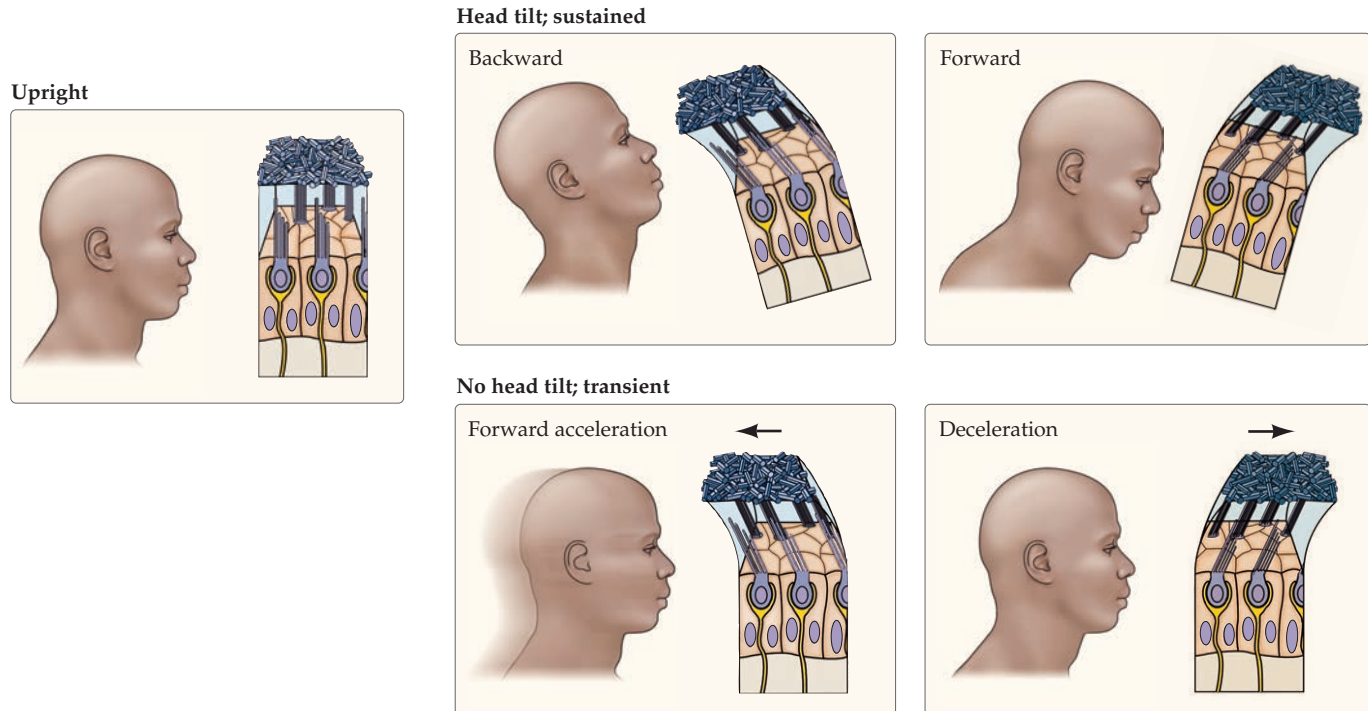 Upright
Head tilt; sustained
Backward
Forward
No head tilt; transient
Forward acceleration
Deceleration